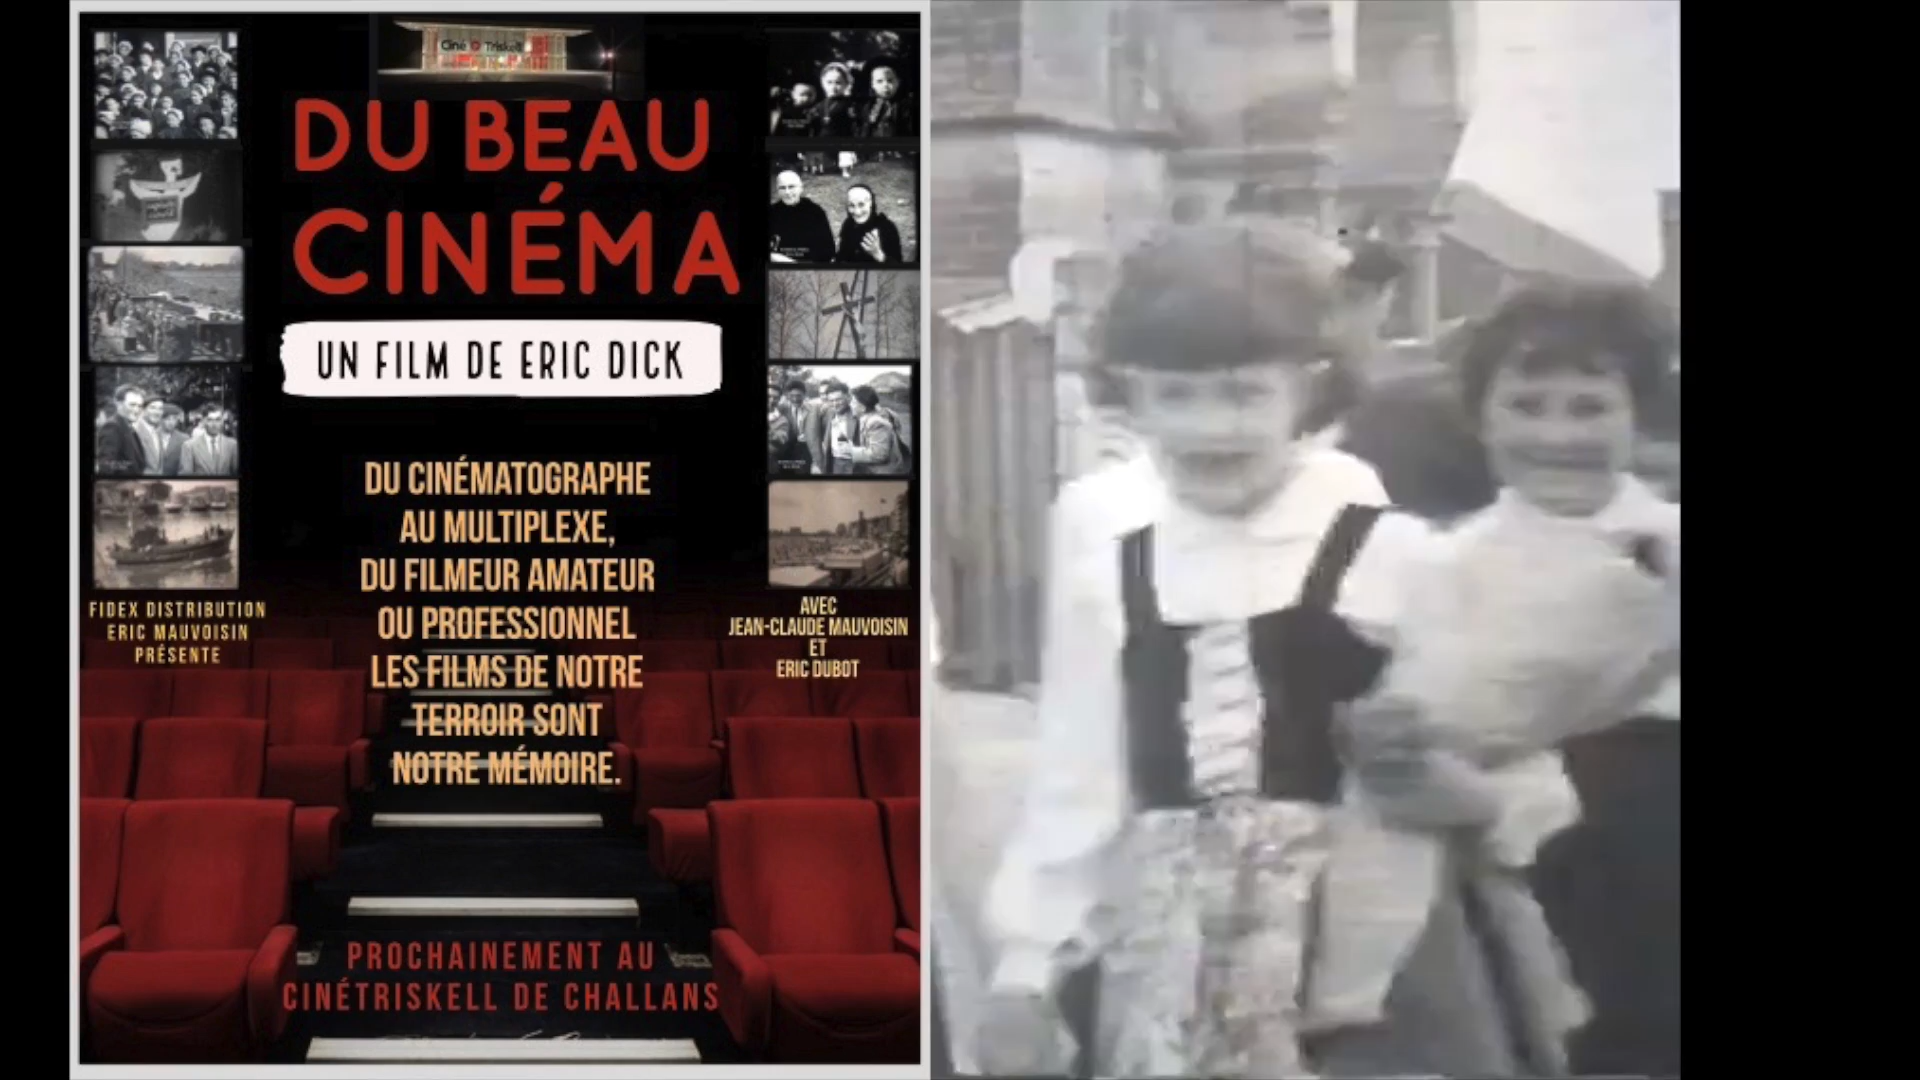 Ciné Triskell
DU BEAU
CINÉMA
UN FILM DE ERIC DICK
DU CINÉMATOGRAPHE
AU MULTIPLEXE,
DU FILMEUR AMATEUR
OU PROFESSIONNEL
LES FILMS DE NOTRE
TERROIR SONT
NOTRE MÉMOIRE.
FIDEX DISTRIBUTION
ERIC MAUVOISIN
PRÉSENTE
AVEC
JEAN-CLAUDE MAUVOISIN
ET
ERIC DUBOT
PROCHAINEMENT AU
CINÉTRISKELL DE CHALLANS